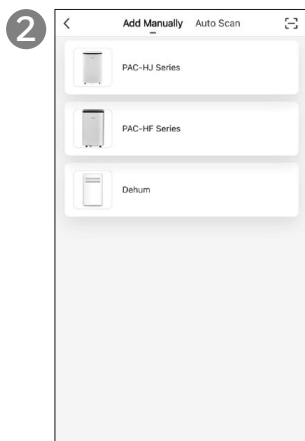 2
Add Manually Auto Scan
PAC-HJ Series
PAC-HF Series
Dehum